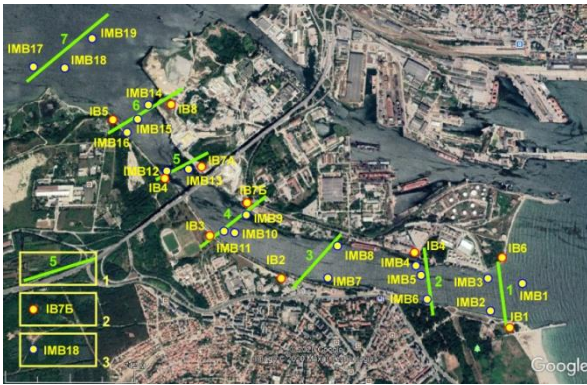 IMB19
7
IMB17
IMB18
IMB14
6
IB8
IB5
IMB15
IMB16
5
IB7A
IMB12
IMB13
IB4
IB7Б
4
IMB9
IB3
IMB10
IMB11
3
IMB8
IB4
IB6
IMB4
IMB5
2
IMB3
1
IMB1
IB2
IMB7
IMB6
IMB2
IB1
5
1
IB7Б
2
IMB18
3
Google